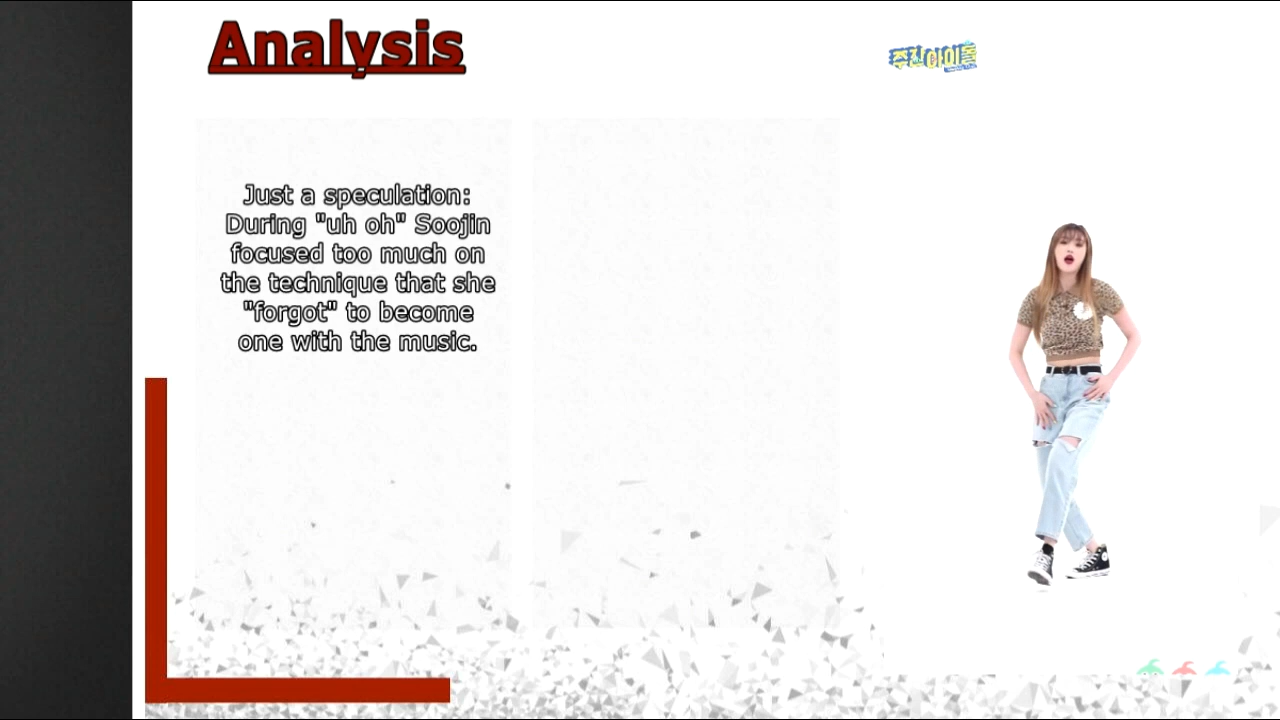 Analysis
주간아이돌
Just a speculation:
During "uh oh" Soojin
focused too much on
the technique that she
"forgot" to become
one with the music.